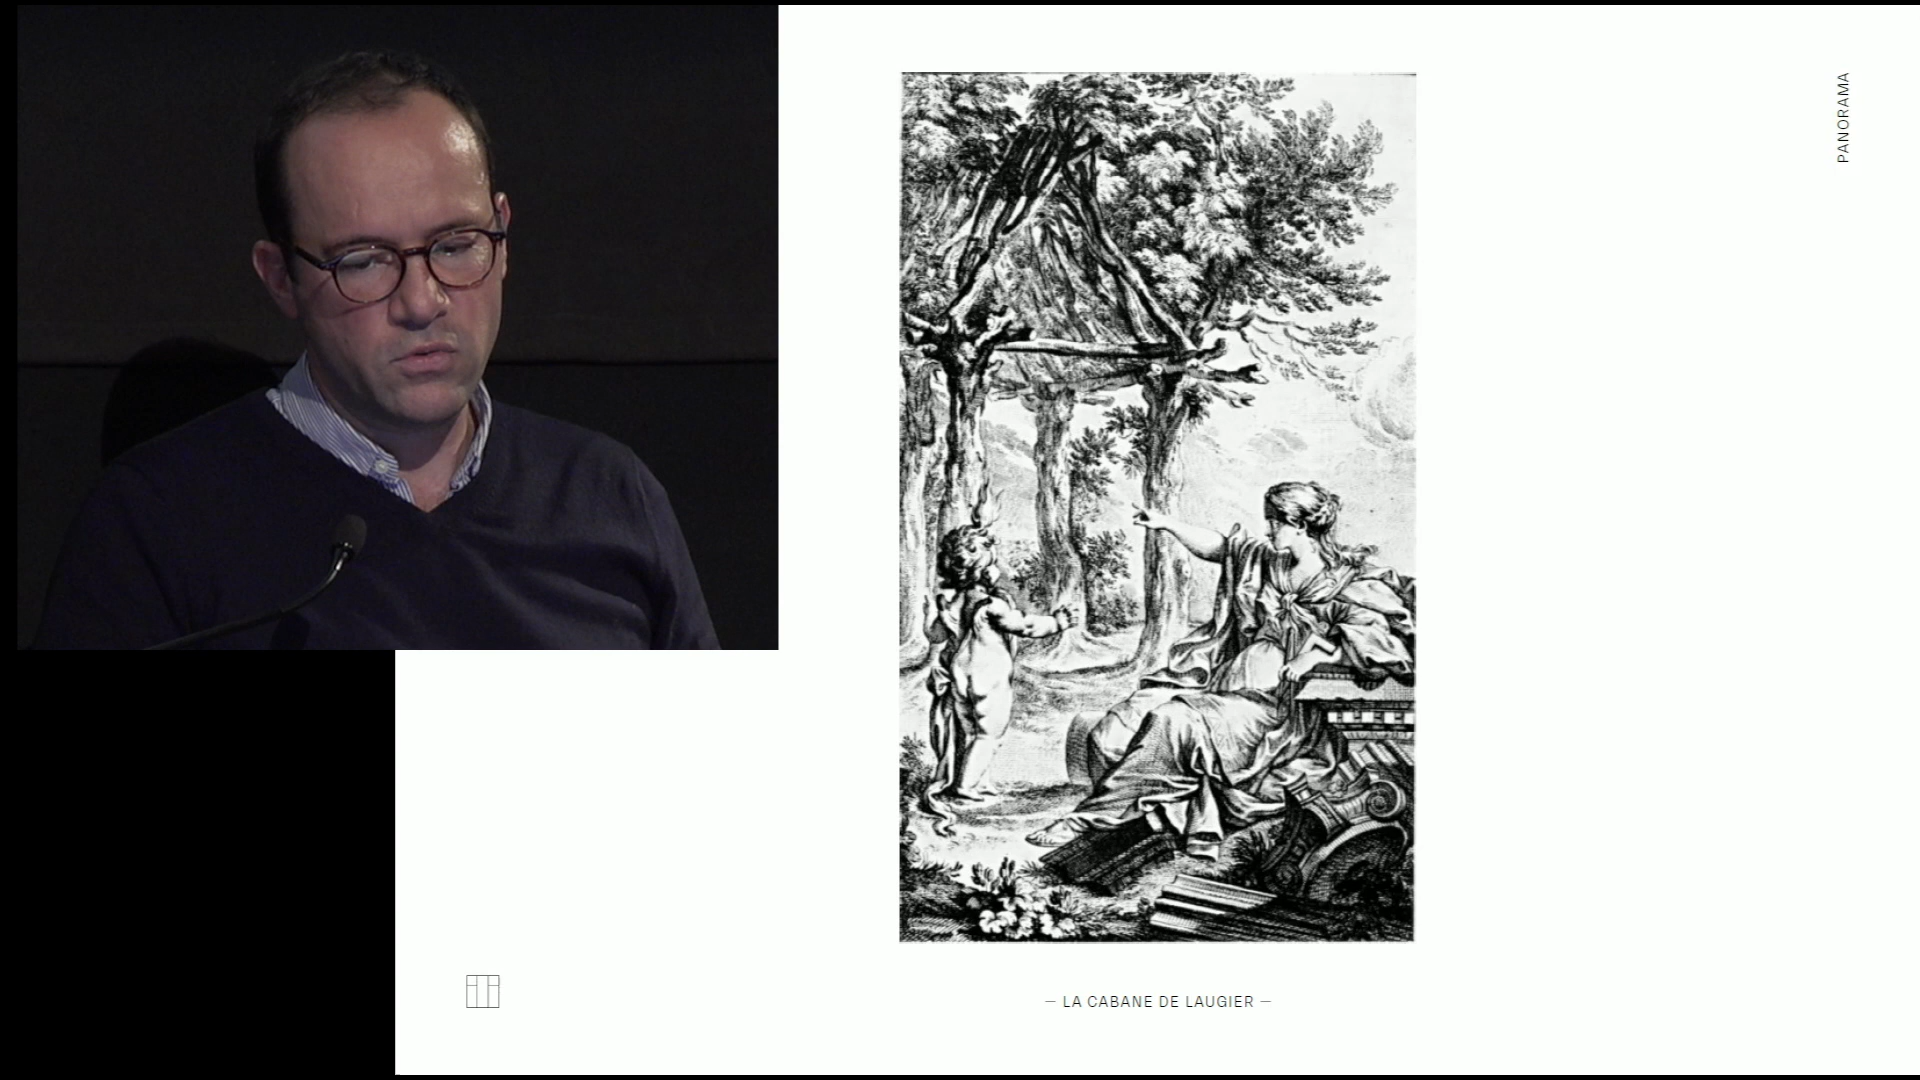 PANORAMA
— LA CABANE DE LAUGIER —